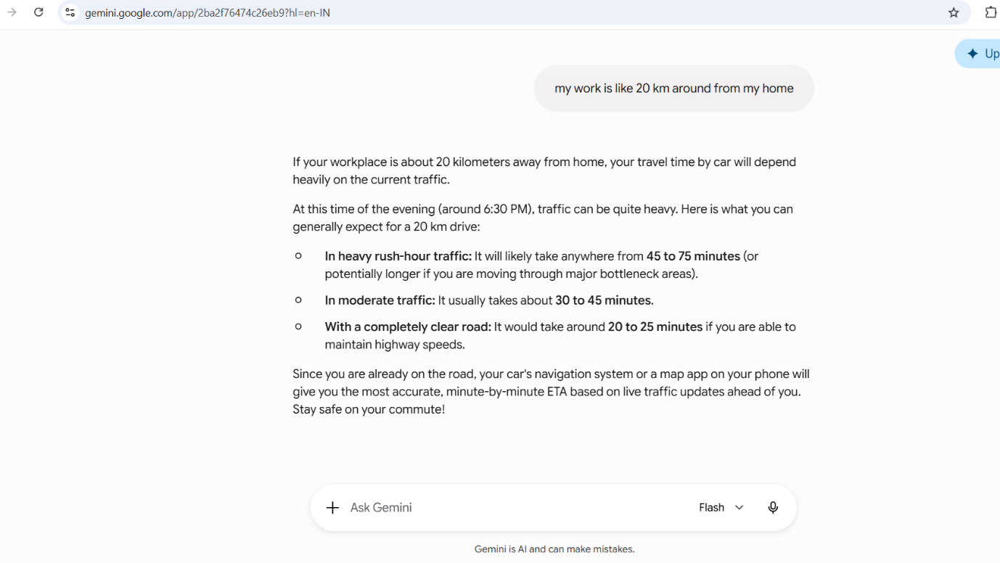 gemini.google.com/app/2ba2f76474c26eb9?hl=en-IN
Up
my work is like 20 km around from my home
If your workplace is about 20 kilometers away from home, your travel time by car will depend
heavily on the current traffic.
At this time of the evening (around 6:30 PM), traffic can be quite heavy. Here is what you can
generally expect for a 20 km drive:
In heavy rush-hour traffic: It will likely take anywhere from 45 to 75 minutes (or
potentially longer if you are moving through major bottleneck areas).
In moderate traffic: It usually takes about 30 to 45 minutes.
With a completely clear road: It would take around 20 to 25 minutes if you are able to
maintain highway speeds.
Since you are already on the road, your car's navigation system or a map app on your phone will
give you the most accurate, minute-by-minute ETA based on live traffic updates ahead of you.
Stay safe on your commute!
Ask Gemini
Flash
Gemini is AI and can make mistakes.